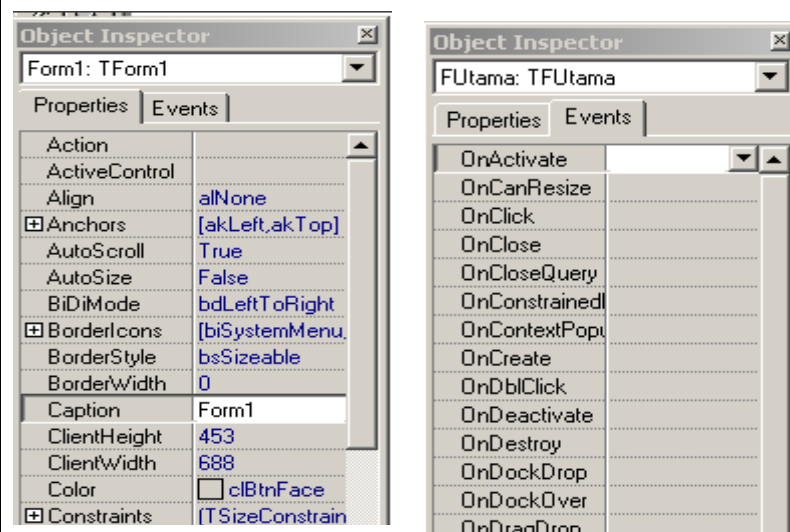 Object Inspector
Form1: TForm1
Properties Events
Action
ActiveControl
Align alNone
Anchors [akLeft,akTop]
AutoScroll True
AutoSize False
BiDiMode bdLeftToRight
BorderIcons [biSystemMenu,
BorderStyle bsSizeable
BorderWidth 0
Caption Form1
ClientHeight 453
ClientWidth 688
Color clBtnFace
Constraints (TSizeConstrain
Object Inspector
FUtama: TFUtama
Properties Events
OnActivate
OnCanResize
OnClick
OnClose
OnCloseQuery
OnConstrained
OnContextPopu
OnCreate
OnDblClick
OnDeactivate
OnDestroy
OnDockDrop
OnDockOver
OnDragDrop